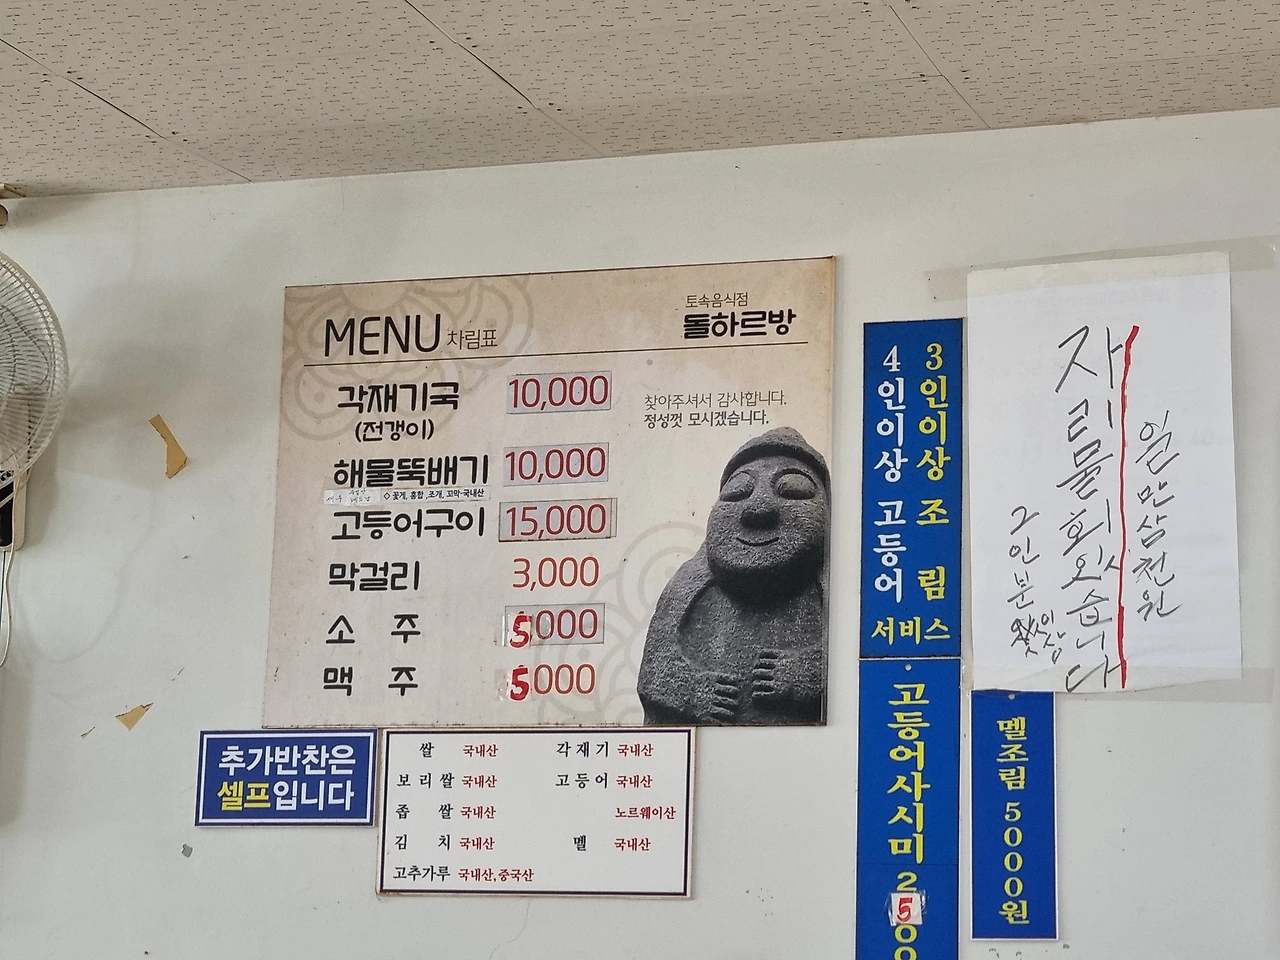 MENU 차림표
토속음식점
돌하르방
각재기국 10,000
(전갱이)
해물뚝배기 10,000
◇ 꽃게, 홍합, 조개, 꼬막-국내산
고등어구이 15,000
막걸리 3,000
소 주 5000
맥 주 5000
찾아주셔서 감사합니다.
정성껏 모시겠습니다.
추가반찬은
셀프입니다
쌀 국내산
보리쌀 국내산
좁 쌀 국내산
김 치 국내산
고추가루 국내산,중국산
각재기 국내산
고등어 국내산
노르웨이산
멜 국내산
3인이상 조림
4인이상 고등어
서비스
고등어사시미 2500
멜조림 5000원
일만삼천원
자리물회있습니다
2인분 이상